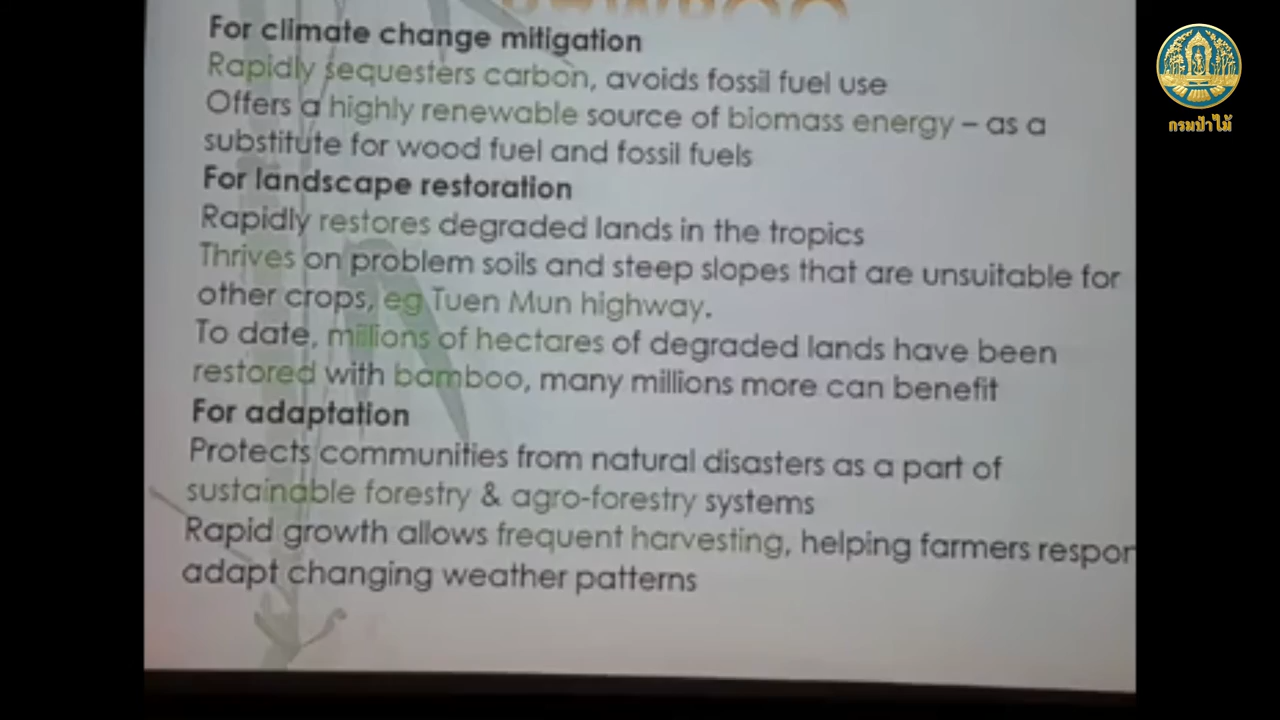 BAMBOO
For climate change mitigation
Rapidly sequesters carbon, avoids fossil fuel use
Offers a highly renewable source of biomass energy – as a
substitute for wood fuel and fossil fuels
For landscape restoration
Rapidly restores degraded lands in the tropics
Thrives on problem soils and steep slopes that are unsuitable for
other crops, eg Tuen Mun highway.
To date, millions of hectares of degraded lands have been
restored with bamboo, many millions more can benefit
For adaptation
Protects communities from natural disasters as a part of
sustainable forestry & agro-forestry systems
Rapid growth allows frequent harvesting, helping farmers respon
adapt changing weather patterns
กรมป่าไม้